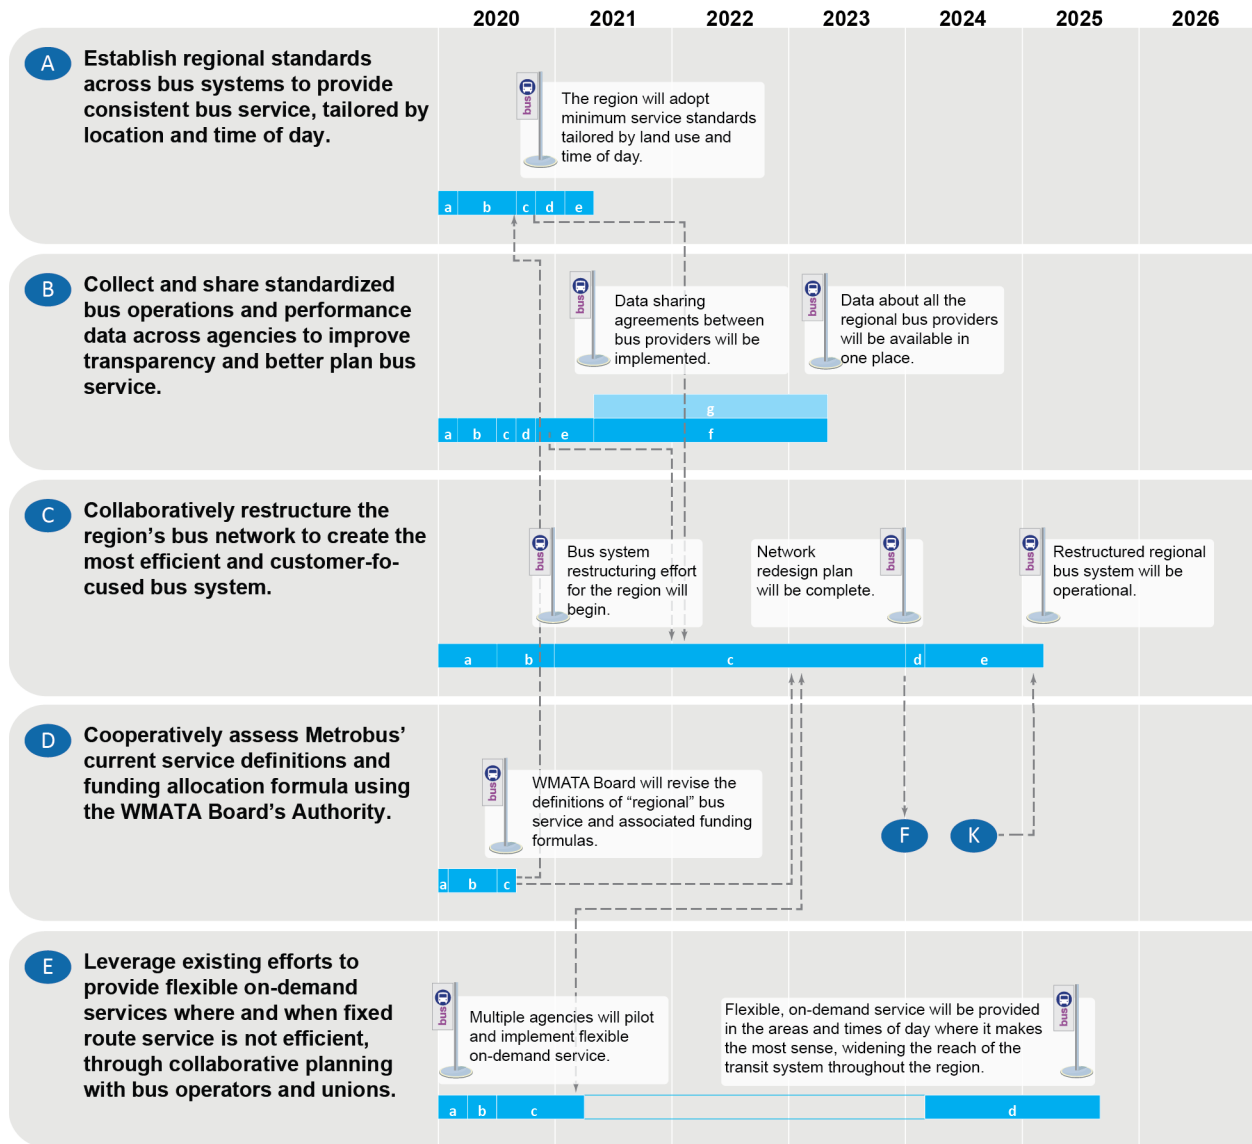 2020 2021 2022 2023 2024 2025 2026
A
Establish regional standards
across bus systems to provide
consistent bus service, tailored by
location and time of day.
bus
The region will adopt
minimum service standards
tailored by land use and
time of day.
a b c d e
B
Collect and share standardized
bus operations and performance
data across agencies to improve
transparency and better plan bus
service.
bus
Data sharing
agreements between
bus providers will be
implemented.
bus
Data about all the
regional bus providers
will be available in
one place.
g
a b c d e f
C
Collaboratively restructure the
region’s bus network to create the
most efficient and customer-fo-
cused bus system.
bus
Bus system
restructuring effort
for the region will
begin.
Network
redesign plan
will be complete.
bus
bus
Restructured regional
bus system will be
operational.
a b c d e
D
Cooperatively assess Metrobus’
current service definitions and
funding allocation formula using
the WMATA Board’s Authority.
bus
WMATA Board will revise the
definitions of “regional” bus
service and associated funding
formulas.
F K
a b c
E
Leverage existing efforts to
provide flexible on-demand
services where and when fixed
route service is not efficient,
through collaborative planning
with bus operators and unions.
bus
Multiple agencies will pilot
and implement flexible
on-demand service.
Flexible, on-demand service will be provided
in the areas and times of day where it makes
the most sense, widening the reach of the
transit system throughout the region.
bus
a b c d